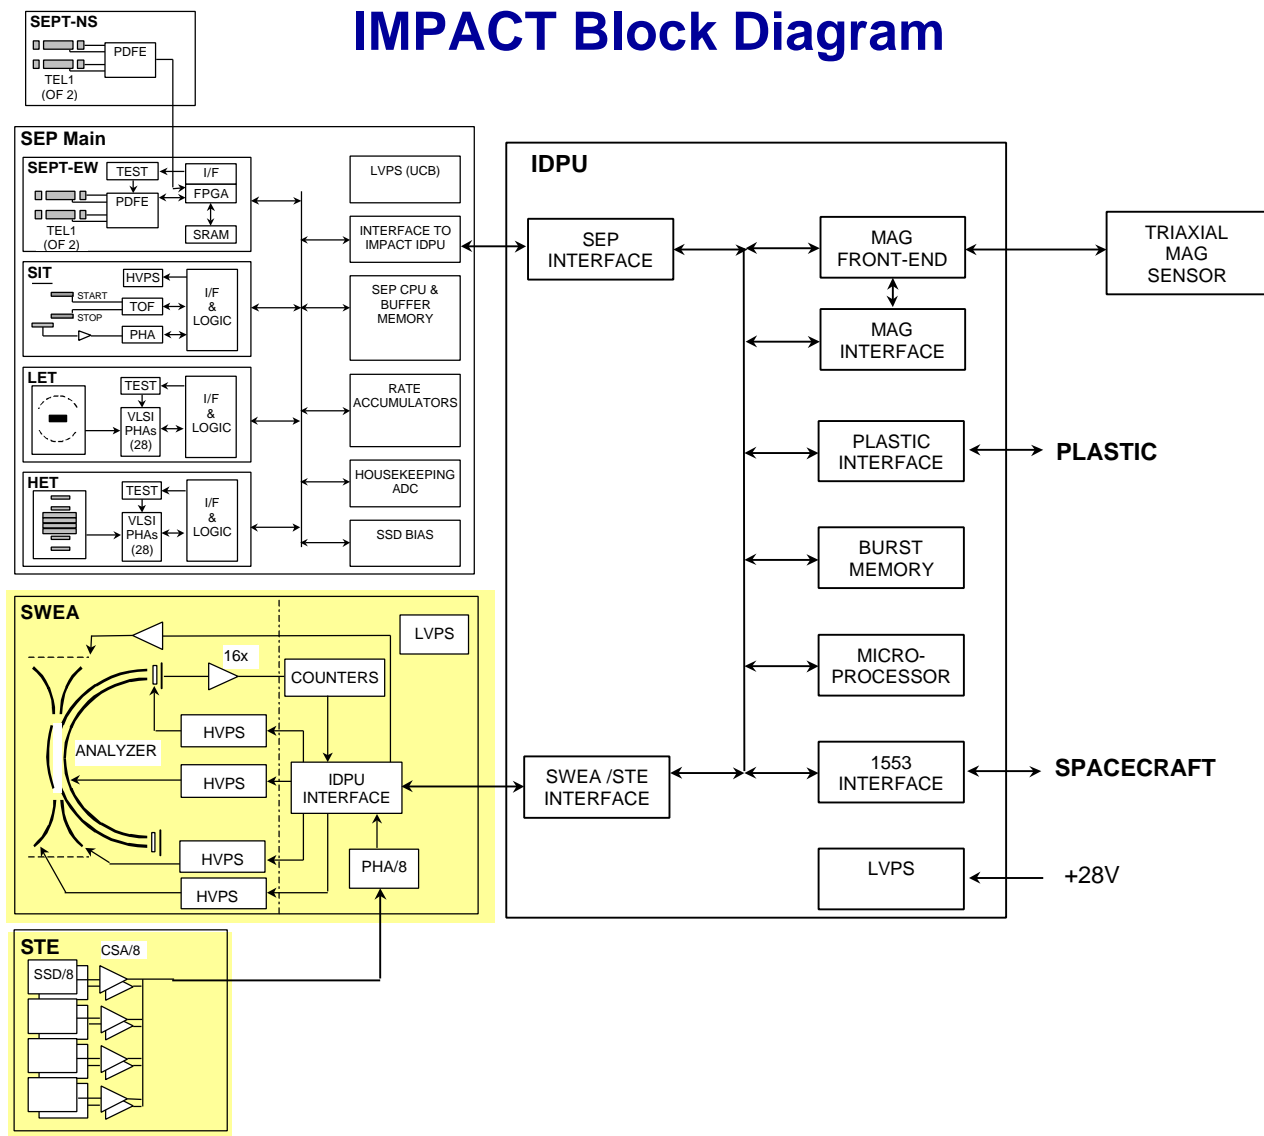 IMPACT Block Diagram
SEPT-NS
PDFE
TEL1
(OF 2)
SEP Main
SEPT-EW
TEST
I/F
FPGA
PDFE
SRAM
TEL1
(OF 2)
SIT
HVPS
START
TOF
STOP
PHA
I/F
&
LOGIC
LET
TEST
VLSI
PHAs
(28)
I/F
&
LOGIC
HET
TEST
VLSI
PHAs
(28)
I/F
&
LOGIC
LVPS (UCB)
INTERFACE TO
IMPACT IDPU
SEP CPU &
BUFFER
MEMORY
RATE
ACCUMULATORS
HOUSEKEEPING
ADC
SSD BIAS
SWEA
LVPS
16x
COUNTERS
ANALYZER
HVPS
HVPS
HVPS
HVPS
IDPU
INTERFACE
PHA/8
STE
CSA/8
SSD/8
IDPU
SEP
INTERFACE
SWEA /STE
INTERFACE
MAG
FRONT-END
MAG
INTERFACE
PLASTIC
INTERFACE
BURST
MEMORY
MICRO-
PROCESSOR
1553
INTERFACE
LVPS
TRIAXIAL
MAG
SENSOR
PLASTIC
SPACECRAFT
+28V